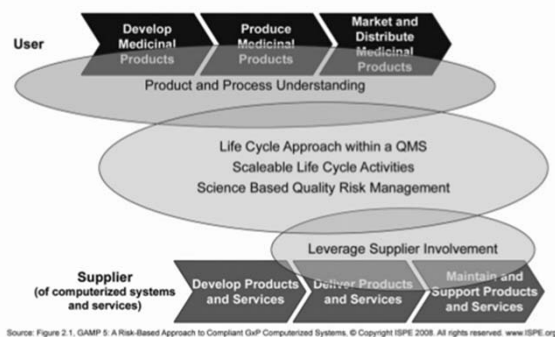 User
Develop
Medicinal
Products
Produce
Medicinal
Products
Market and
Distribute
Medicinal
Products
Product and Process Understanding
Life Cycle Approach within a QMS
Scaleable Life Cycle Activities
Science Based Quality Risk Management
Leverage Supplier Involvement
Supplier
(of computerized systems
and services)
Develop Products
and Services
Deliver Products
and Services
Maintain and
Support Products
and Services
Source: Figure 2.1, GAMP 5: A Risk-Based Approach to Compliant GxP Computerized Systems, © Copyright ISPE 2008. All rights reserved. www.ISPE.org